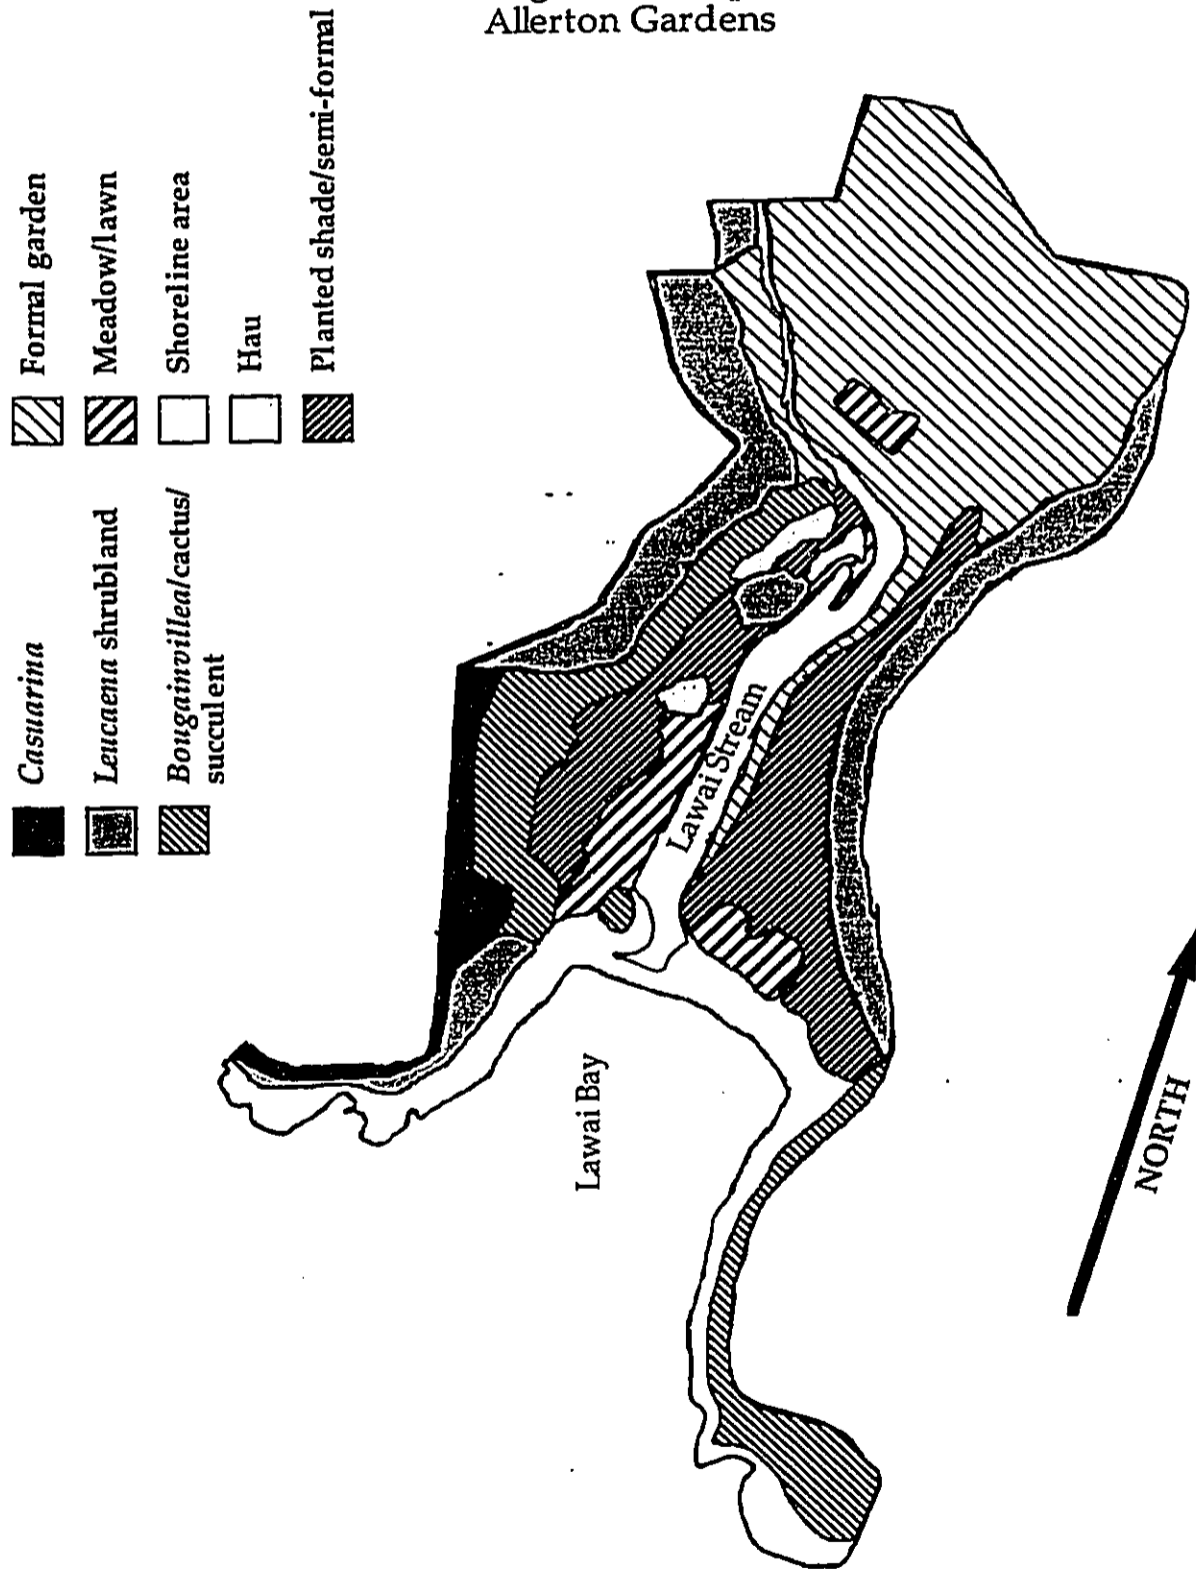 Allerton Gardens
Casuarina
Leucaena shrubland
Bougainvillea/cactus/
succulent
Formal garden
Meadow/lawn
Shoreline area
Hau
Planted shade/semi-formal
Lawai Stream
Lawai Bay
NORTH